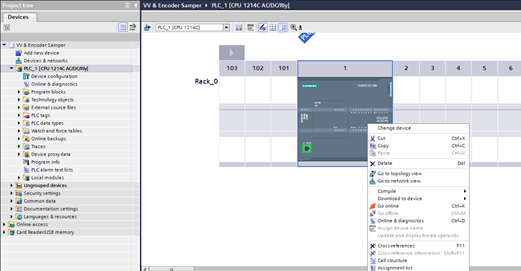 Project tree
Devices
VV & Encoder Samper
Add new device
Devices & networks
PLC_1 [CPU 1214C AC/DC/Rly]
Device configuration
Online & diagnostics
Program blocks
Technology objects
External source files
PLC tags
PLC data types
Watch and force tables
Online backups
Traces
Device proxy data
Program info
PLC alarm text lists
Local modules
Ungrouped devices
Security settings
Common data
Documentation settings
Languages & resources
Online access
Card Reader/USB memory
VV & Encoder Samper ▸ PLC_1 [CPU 1214C AC/DC/Rly]
PLC_1 [CPU 1214C]
PLC
103 102 101 1 2 3 4 5 6
Rack_0
SIEMENS
Change device
Cut Ctrl+X
Copy Ctrl+C
Paste Ctrl+V
Delete Del
Go to topology view
Go to network view
Compile
Download to device
Go online Ctrl+K
Go offline Ctrl+M
Online & diagnostics Ctrl+D
Assign device name
Update and display forced operands
Cross-references F11
Cross-reference information Shift+F11
Call structure
Assignment list